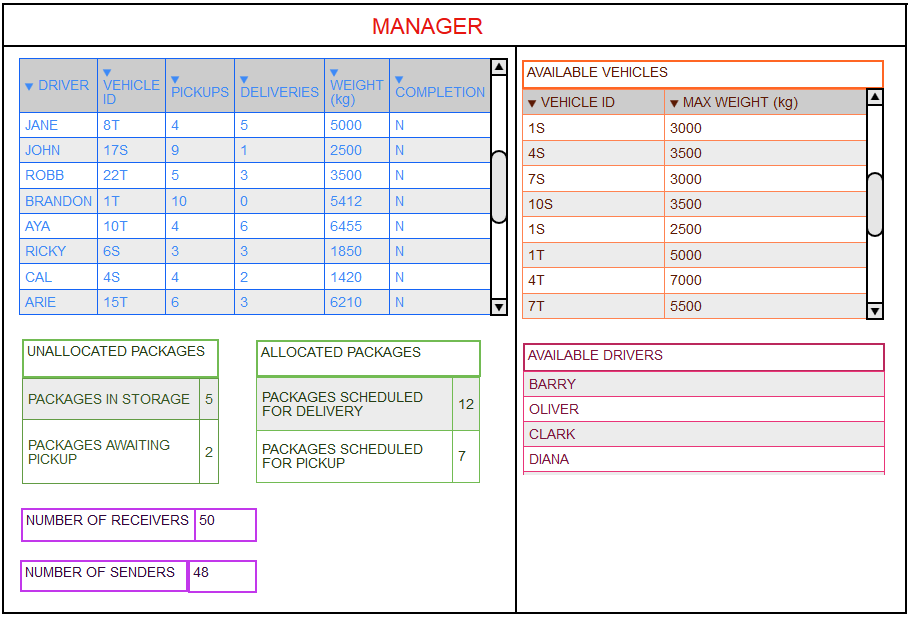 MANAGER
DRIVER VEHICLE ID PICKUPS DELIVERIES WEIGHT (kg) COMPLETION
JANE 8T 4 5 5000 N
JOHN 17S 9 1 2500 N
ROBB 22T 5 3 3500 N
BRANDON 1T 10 0 5412 N
AYA 10T 4 6 6455 N
RICKY 6S 3 3 1850 N
CAL 4S 4 2 1420 N
ARIE 15T 6 3 6210 N
AVAILABLE VEHICLES
VEHICLE ID MAX WEIGHT (kg)
1S 3000
4S 3500
7S 3000
10S 3500
1S 2500
1T 5000
4T 7000
7T 5500
UNALLOCATED PACKAGES
PACKAGES IN STORAGE 5
PACKAGES AWAITING
PICKUP 2
ALLOCATED PACKAGES
PACKAGES SCHEDULED
FOR DELIVERY 12
PACKAGES SCHEDULED
FOR PICKUP 7
AVAILABLE DRIVERS
BARRY
OLIVER
CLARK
DIANA
NUMBER OF RECEIVERS 50
NUMBER OF SENDERS 48